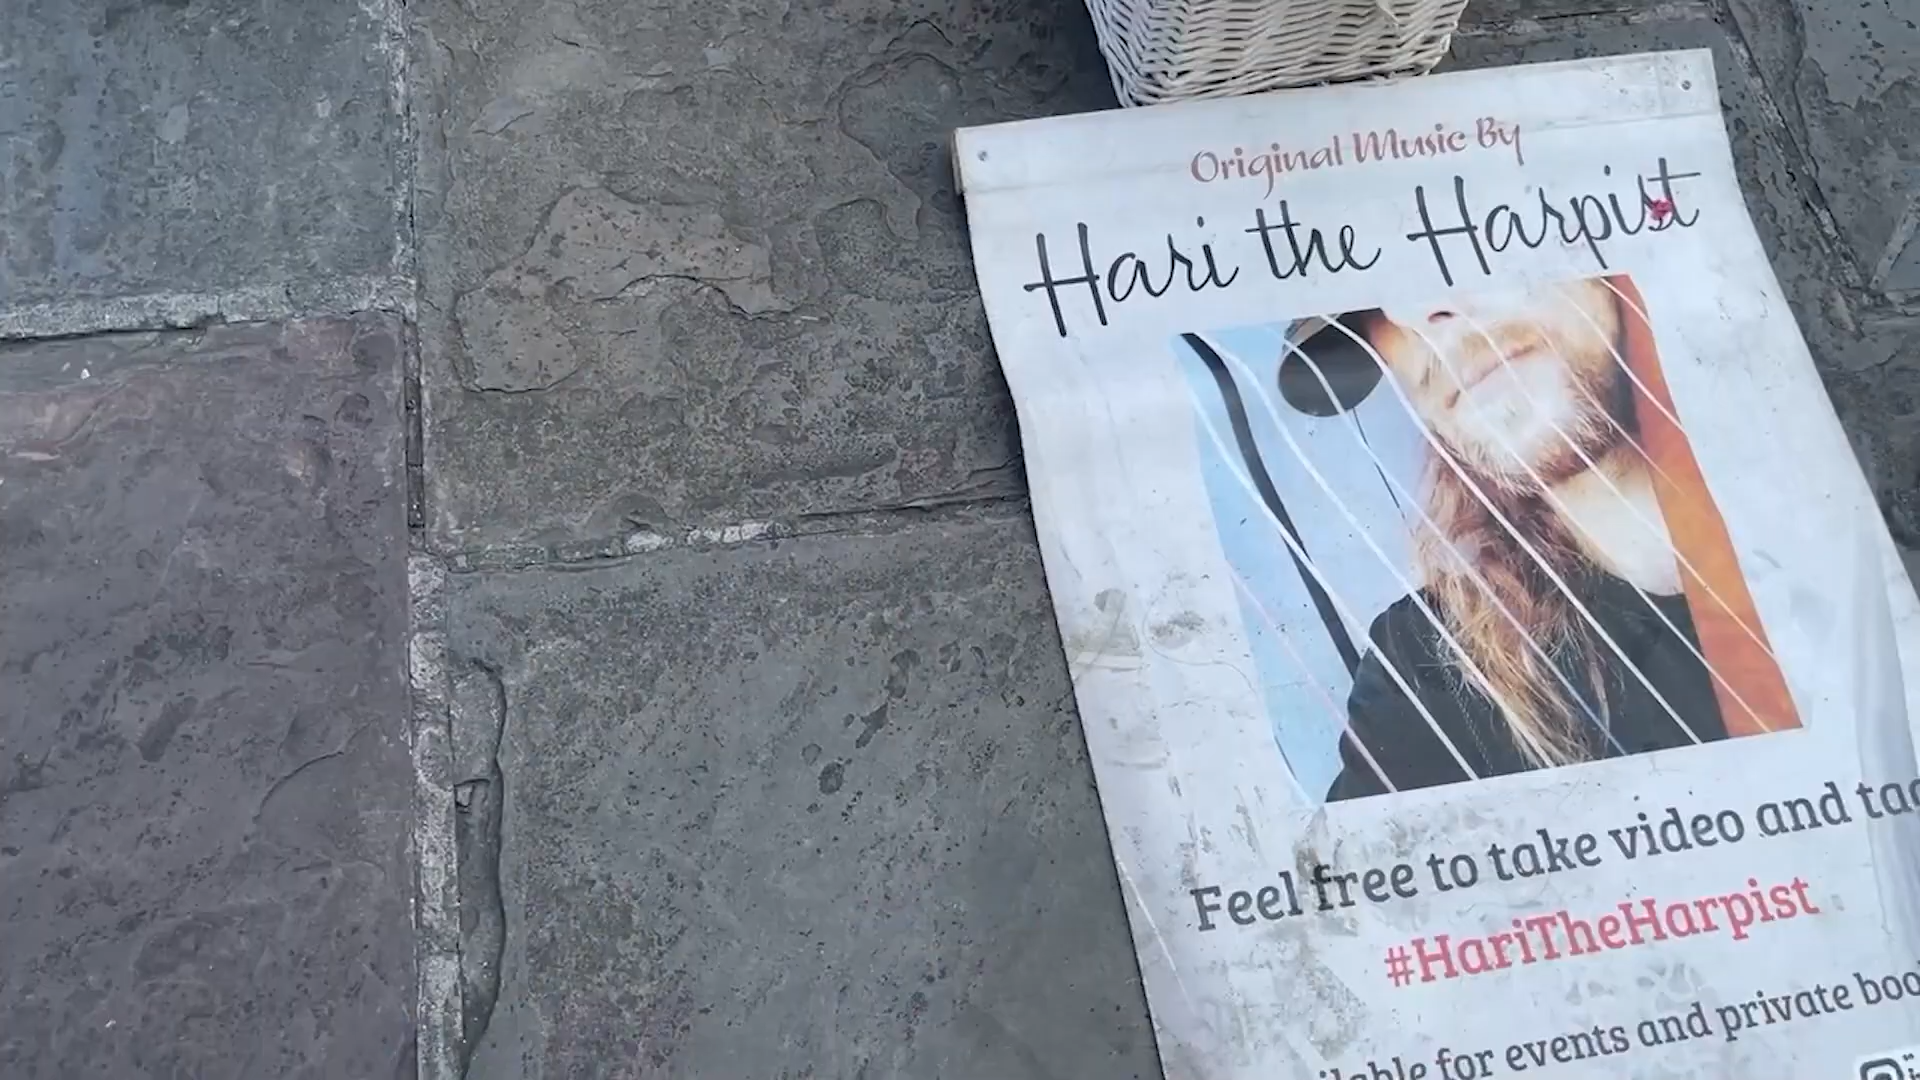 Original Music By
Hari the Harpist
Feel free to take video and
#HariTheHarpist
for events and private